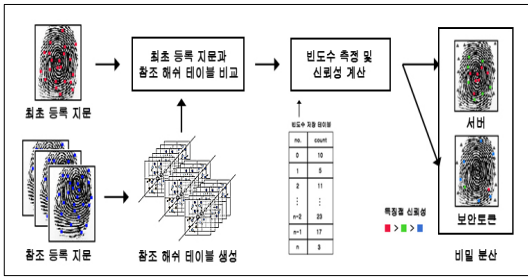 최초 등록 지문
참조 등록 지문
최초 등록 지문과
참조 해쉬 테이블 비교
참조 해쉬 테이블 생성
빈도수 측정 및
신뢰성 계산
빈도수 저장 테이블
no. count
0 10
1 5
2 11
⋮ ⋮
n-2 23
n-1 17
n 3
특징점 신뢰성
> >
서버
보안토큰
비밀 분산